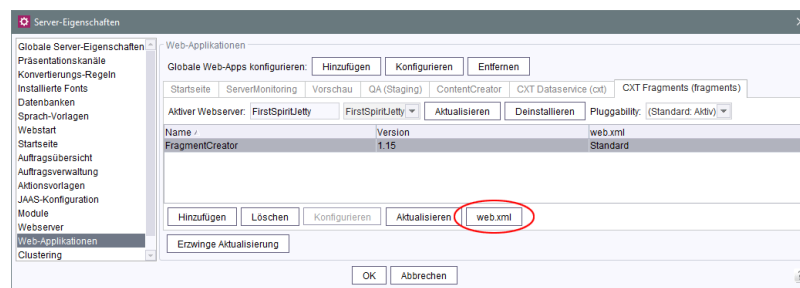 Server-Eigenschaften
Globale Server-Eigenschaften
Präsentationskanäle
Konvertierungs-Regeln
Installierte Fonts
Datenbanken
Sprach-Vorlagen
Webstart
Startseite
Auftragsübersicht
Auftragsverwaltung
Aktionsvorlagen
JAAS-Konfiguration
Module
Webserver
Web-Applikationen
Clustering
Web-Applikationen
Globale Web-Apps konfigurieren: Hinzufügen Konfigurieren Entfernen
Startseite ServerMonitoring Vorschau QA (Staging) ContentCreator CXT Dataservice (cxt) CXT Fragments (fragments)
Aktiver Webserver: FirstSpiritJetty FirstSpiritJetty Aktualisieren Deinstallieren Pluggability: (Standard: Aktiv)
Name Version web.xml
FragmentCreator 1.15 Standard
Hinzufügen Löschen Konfigurieren Aktualisieren web.xml
Erzwinge Aktualisierung
OK Abbrechen